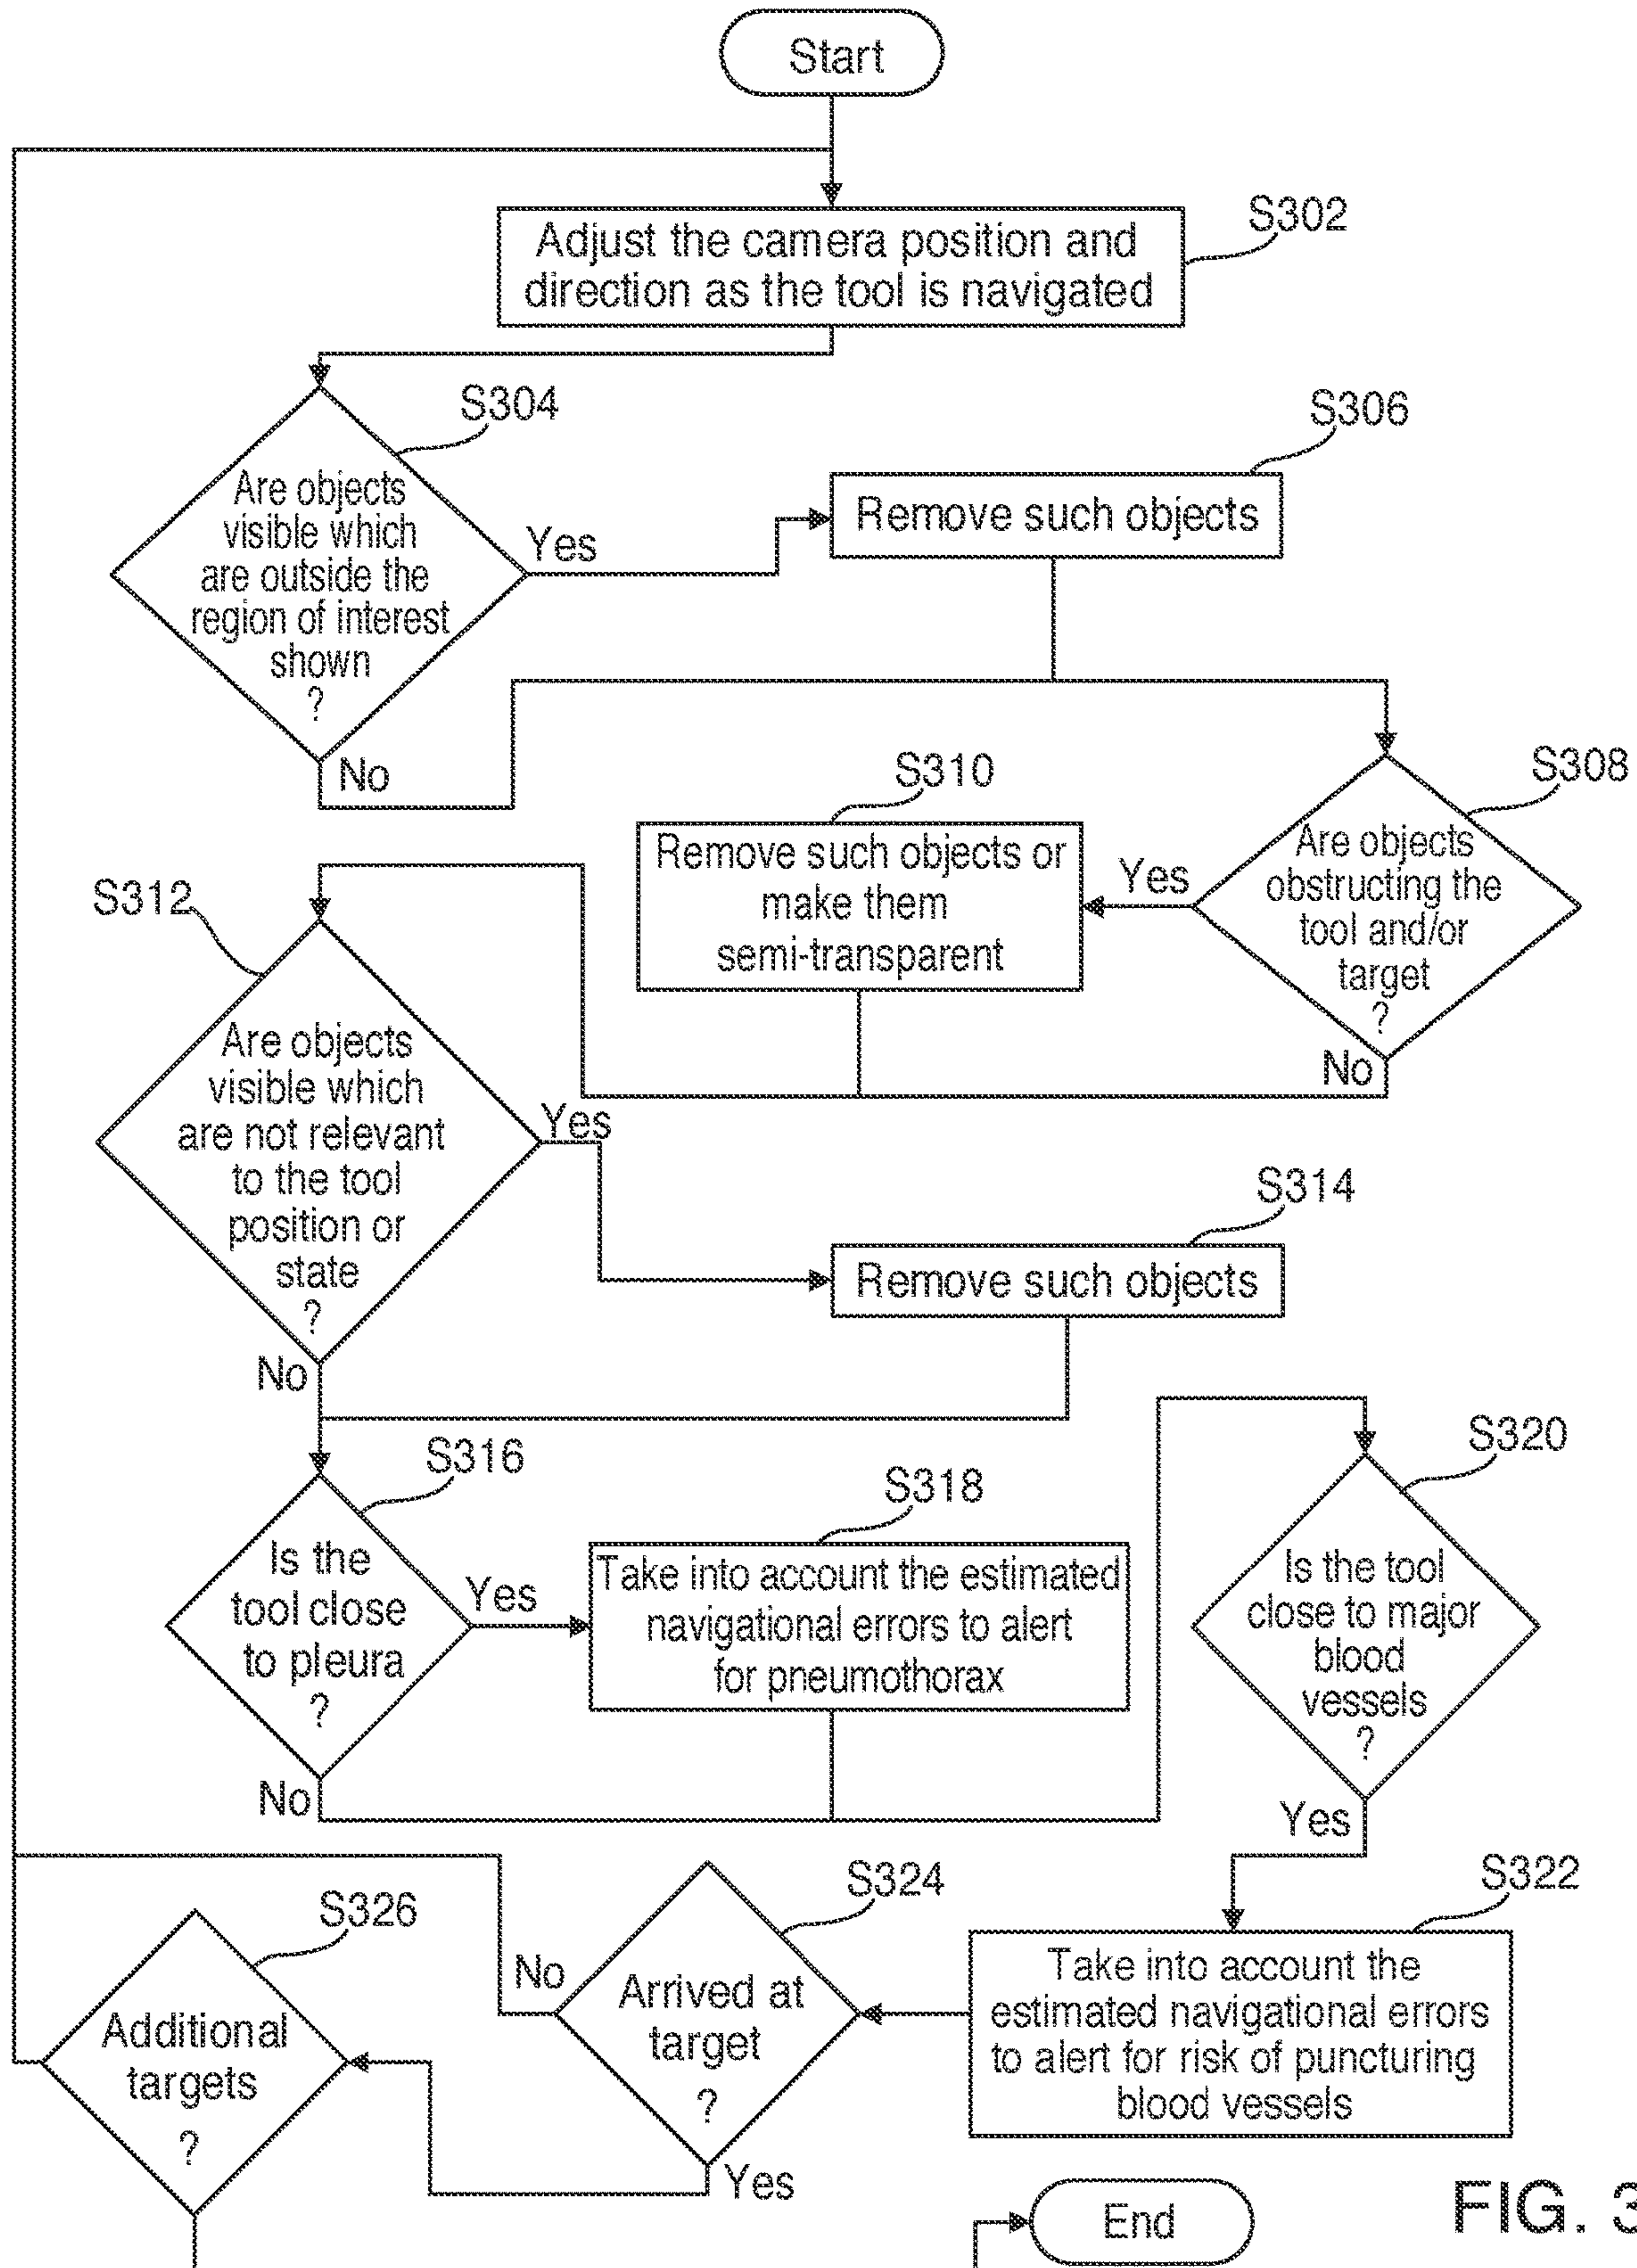 Start
Adjust the camera position and
direction as the tool is navigated
S302
S304
Are objects
visible which
are outside the
region of interest
shown
?
Yes
No
S306
Remove such objects
S308
Are objects
obstructing the
tool and/or
target
?
Yes
No
S310
Remove such objects or
make them
semi-transparent
S312
Are objects
visible which
are not relevant
to the tool
position or
state
?
Yes
No
S314
Remove such objects
S316
Is the
tool close
to pleura
?
Yes
No
S318
Take into account the estimated
navigational errors to alert
for pneumothorax
S320
Is the tool
close to major
blood
vessels
?
Yes
S322
Take into account the
estimated navigational errors
to alert for risk of puncturing
blood vessels
S324
Arrived at
target
?
No
Yes
S326
Additional
targets
?
End
FIG. 3